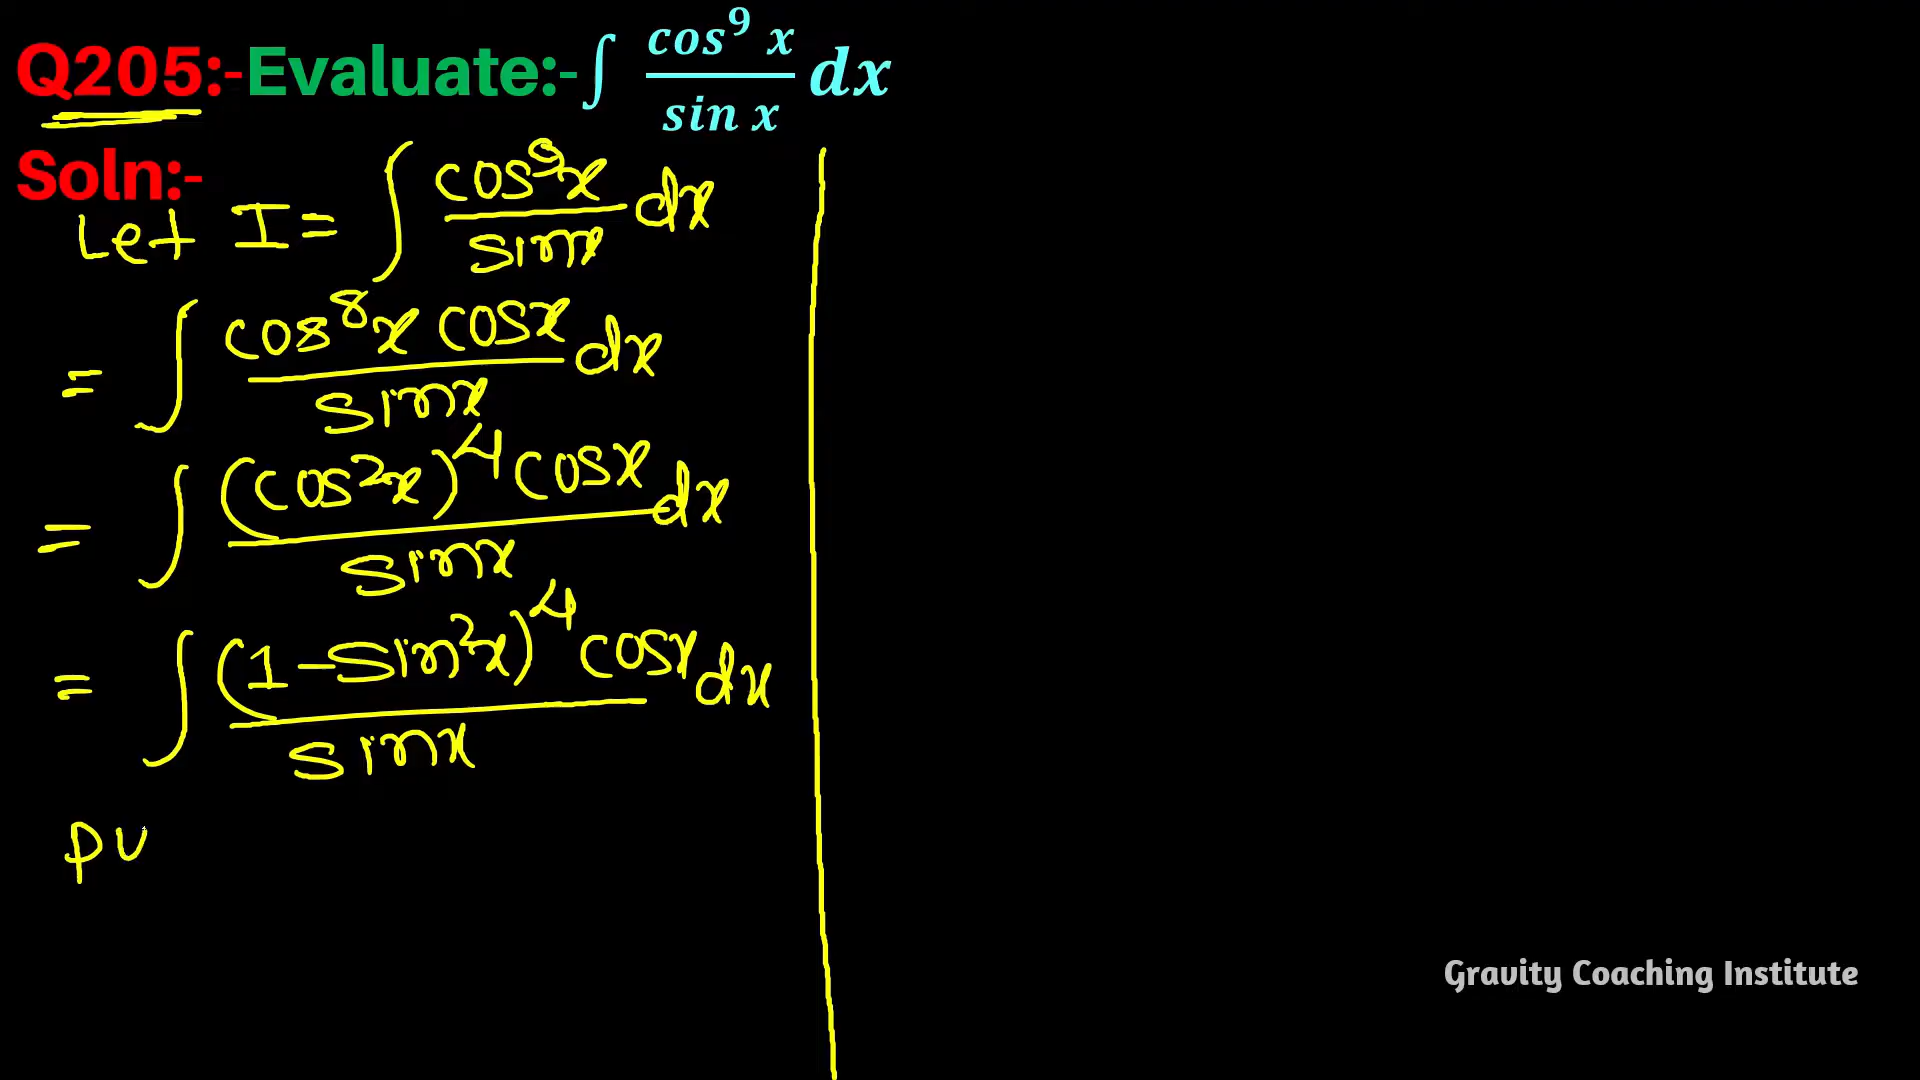 Q205:-Evaluate:-∫ cos⁹ x / sin x dx
Soln:-
Let I = ∫ cos⁹x / sinx dx
= ∫ cos⁸x cosx / sinx dx
= ∫ (cos²x)⁴ cosx / sinx dx
= ∫ (1-sin²x)⁴ cosx / sinx dx
pu
Gravity Coaching Institute